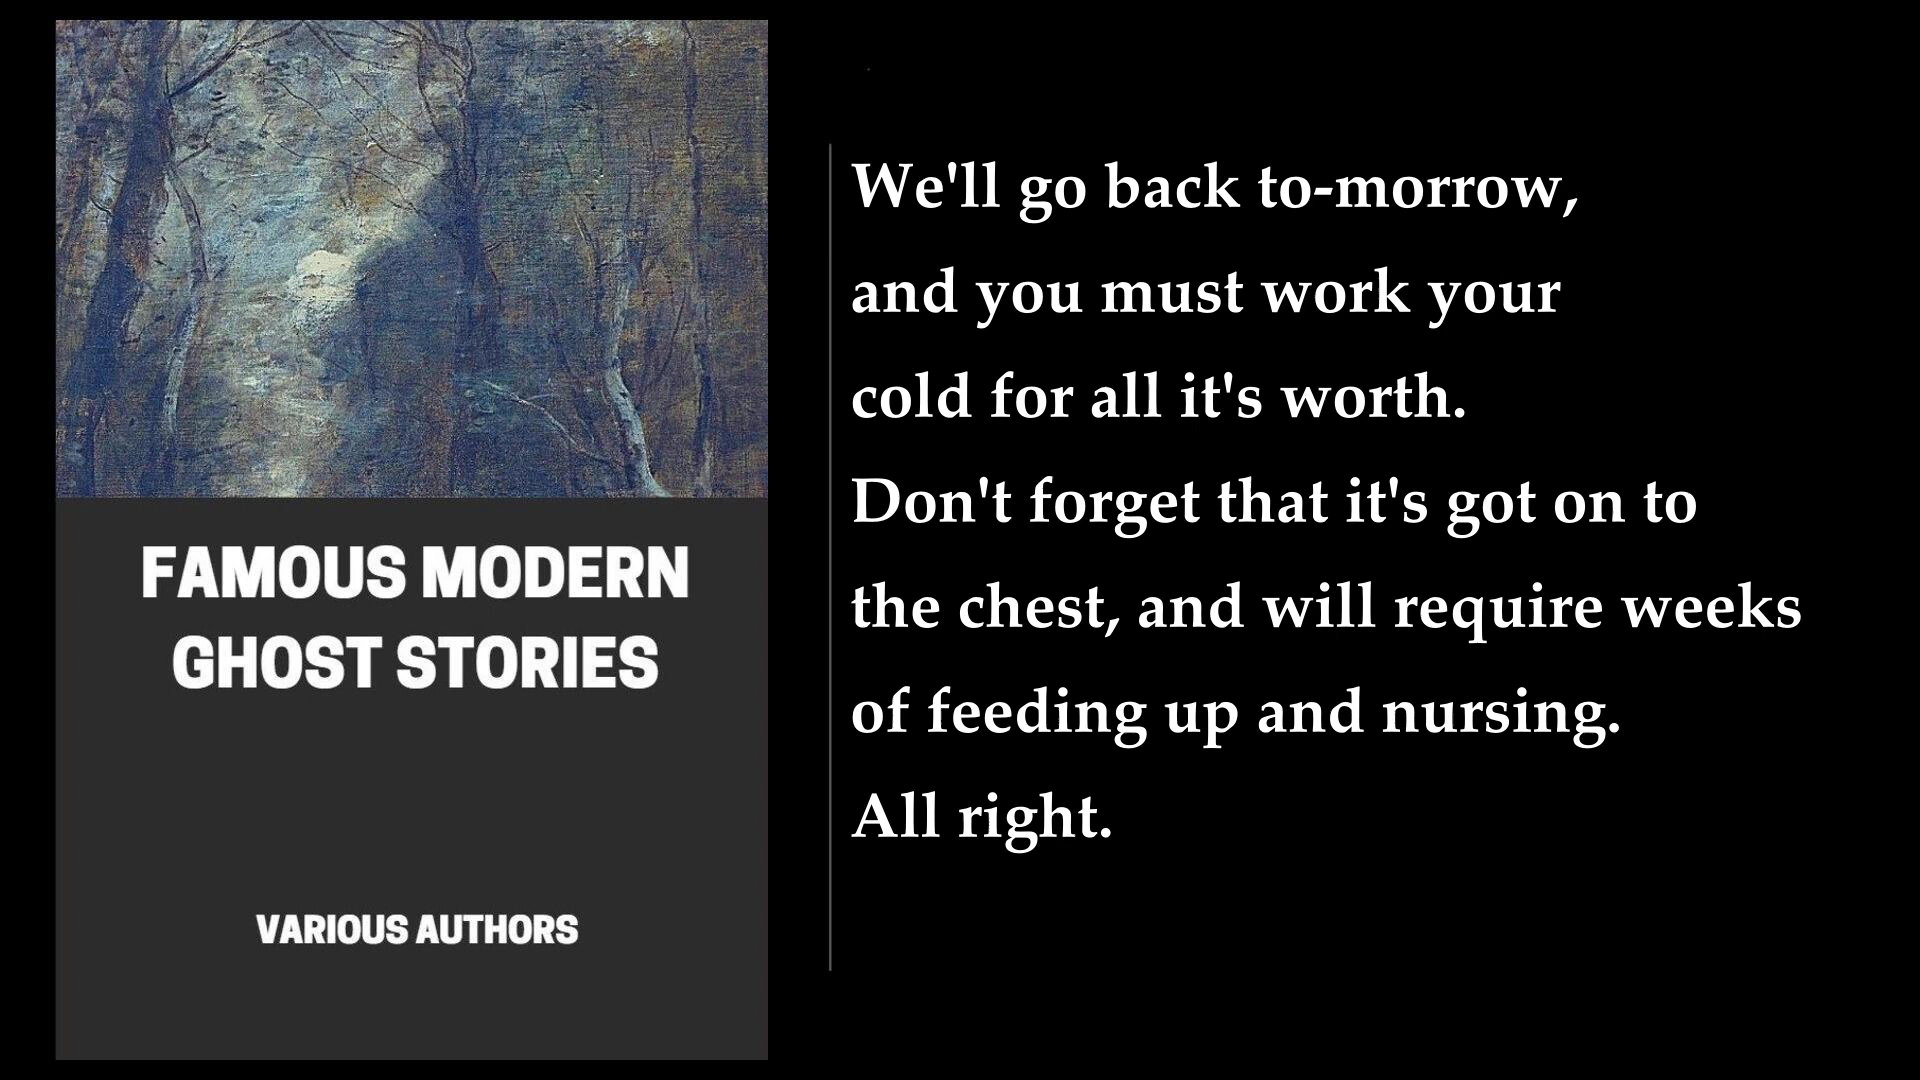 FAMOUS MODERN
GHOST STORIES
VARIOUS AUTHORS
We'll go back to-morrow,
and you must work your
cold for all it's worth.
Don't forget that it's got on to
the chest, and will require weeks
of feeding up and nursing.
All right.